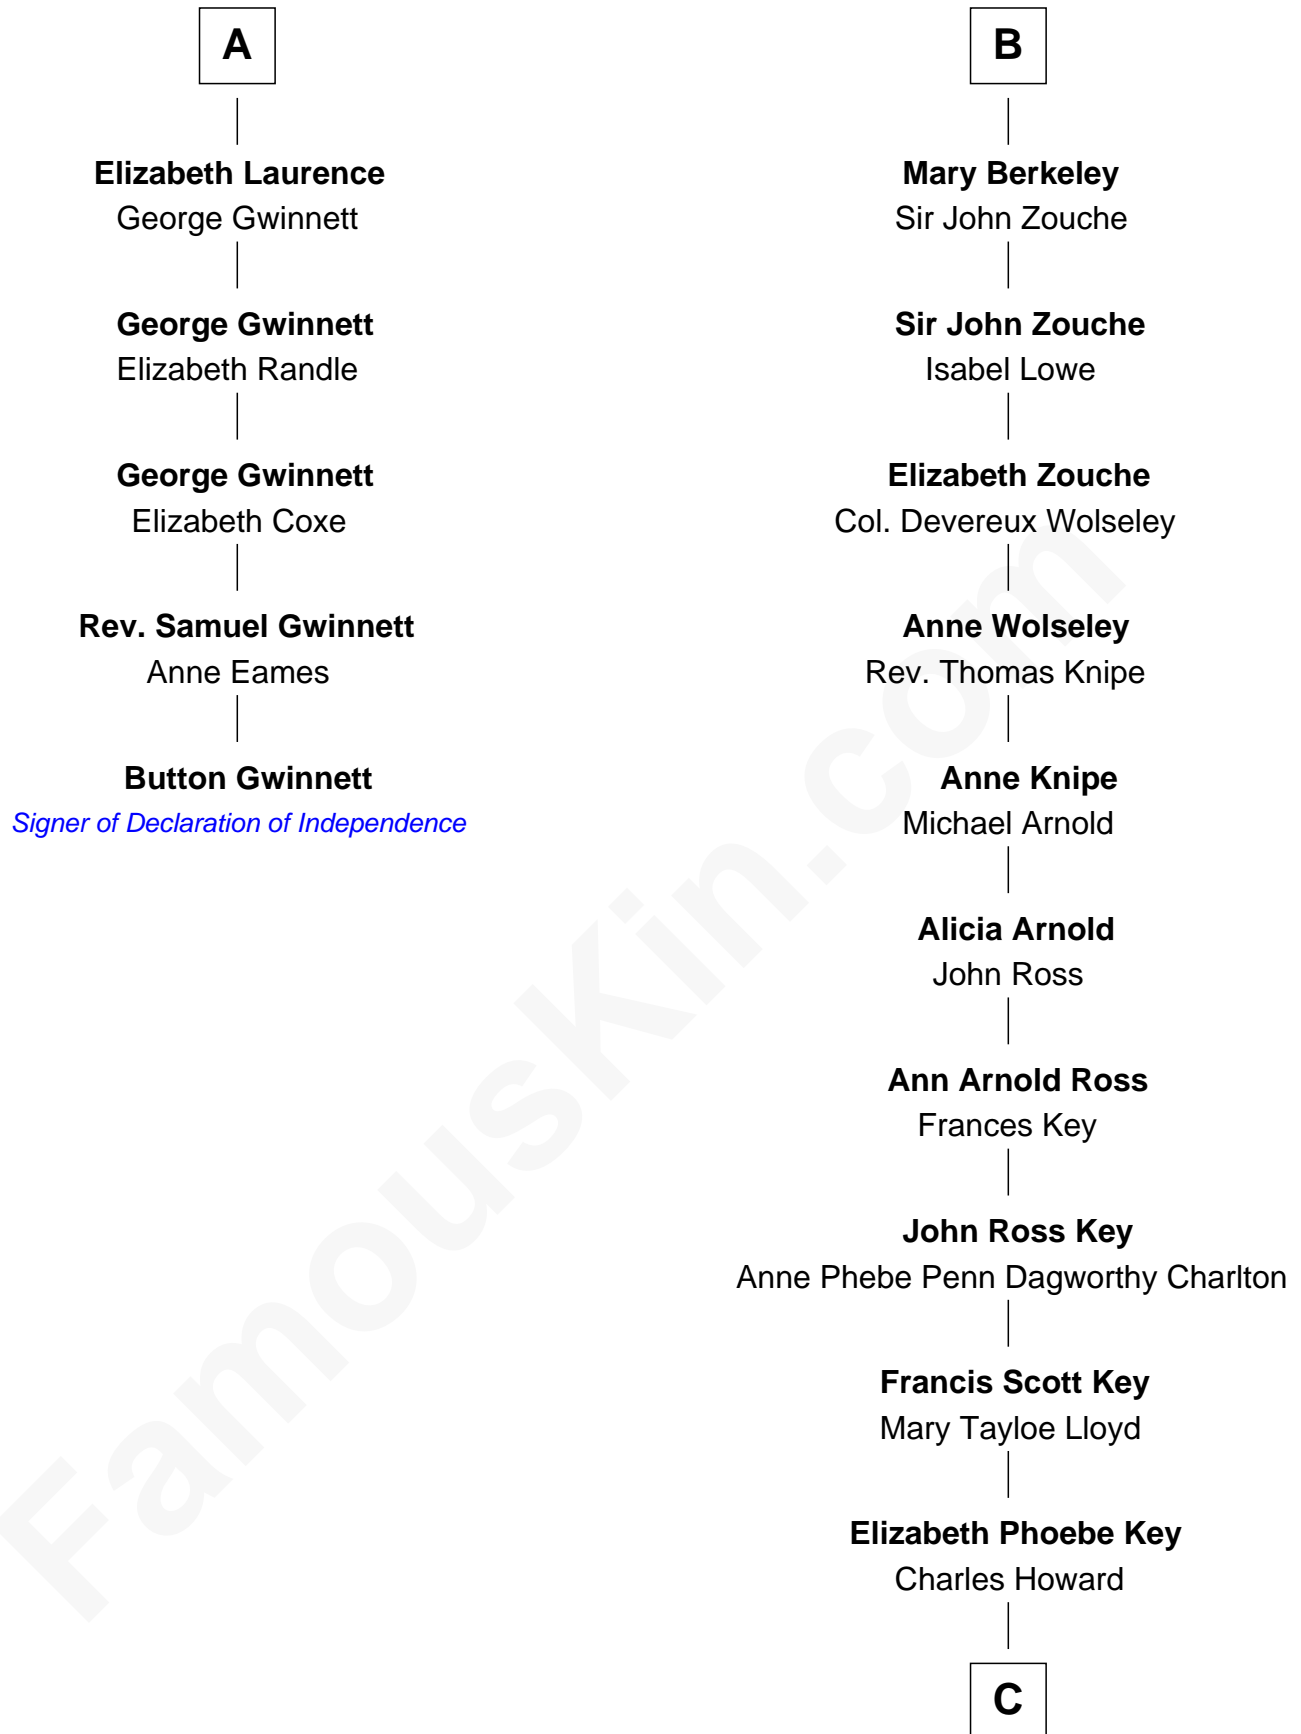 A
Elizabeth Laurence
George Gwinnett
George Gwinnett
Elizabeth Randle
George Gwinnett
Elizabeth Coxe
Rev. Samuel Gwinnett
Anne Eames
Button Gwinnett
Signer of Declaration of Independence
B
Mary Berkeley
Sir John Zouche
Sir John Zouche
Isabel Lowe
Elizabeth Zouche
Col. Devereux Wolseley
Anne Wolseley
Rev. Thomas Knipe
Anne Knipe
Michael Arnold
Alicia Arnold
John Ross
Ann Arnold Ross
Frances Key
John Ross Key
Anne Phebe Penn Dagworthy Charlton
Francis Scott Key
Mary Tayloe Lloyd
Elizabeth Phoebe Key
Charles Howard
C
FamousKin.com